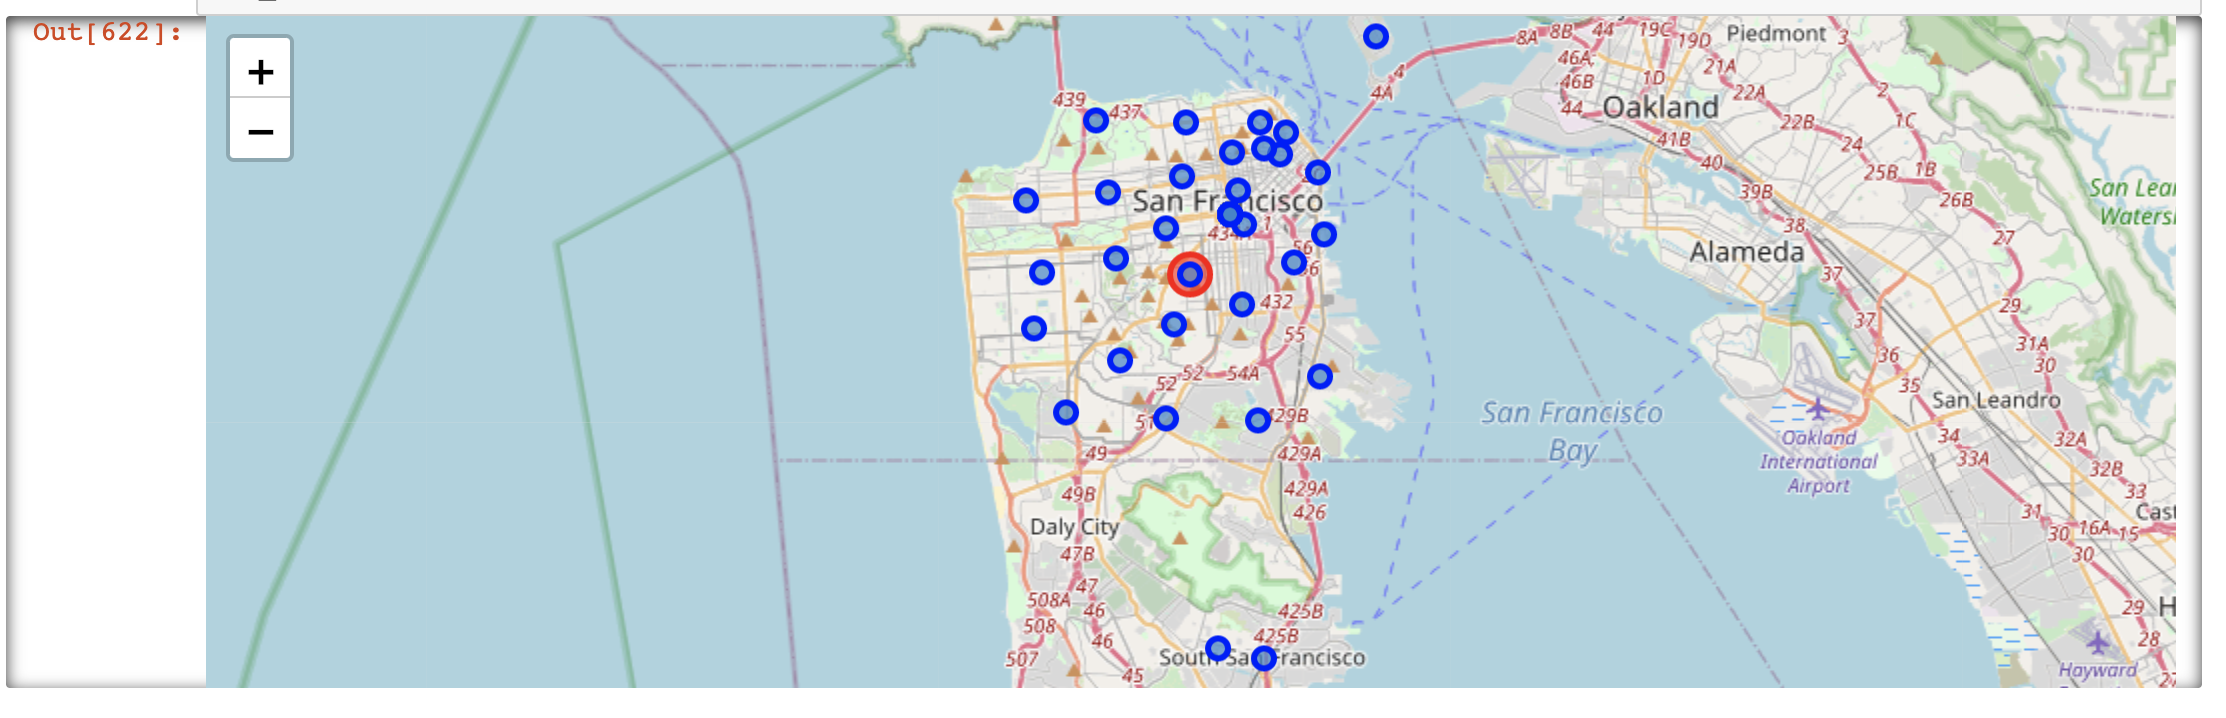 Out[622]:
+
−
439
437
4
4A
8A
8B
44
19C
19D
Piedmont
3
46A
46B
44
1D
21A
22A
2
Oakland
22B
1C
41B
40
24
25B
1B
39B
26B
San Francisco
38
27
San Lea
Waters
1
56
Alameda
37
432
55
29
37
31A
30
36
35
52
52
54A
San Leandro
429B
San Francisco
Bay
Oakland
International
Airport
34
33A
32A
32B
33
49
429A
49B
429A
426
Daly City
31
30
16A
15
Cast
30
47B
47
508A
46
508
46
425B
425B
29
H
28
507
South San Francisco
45
Hayward